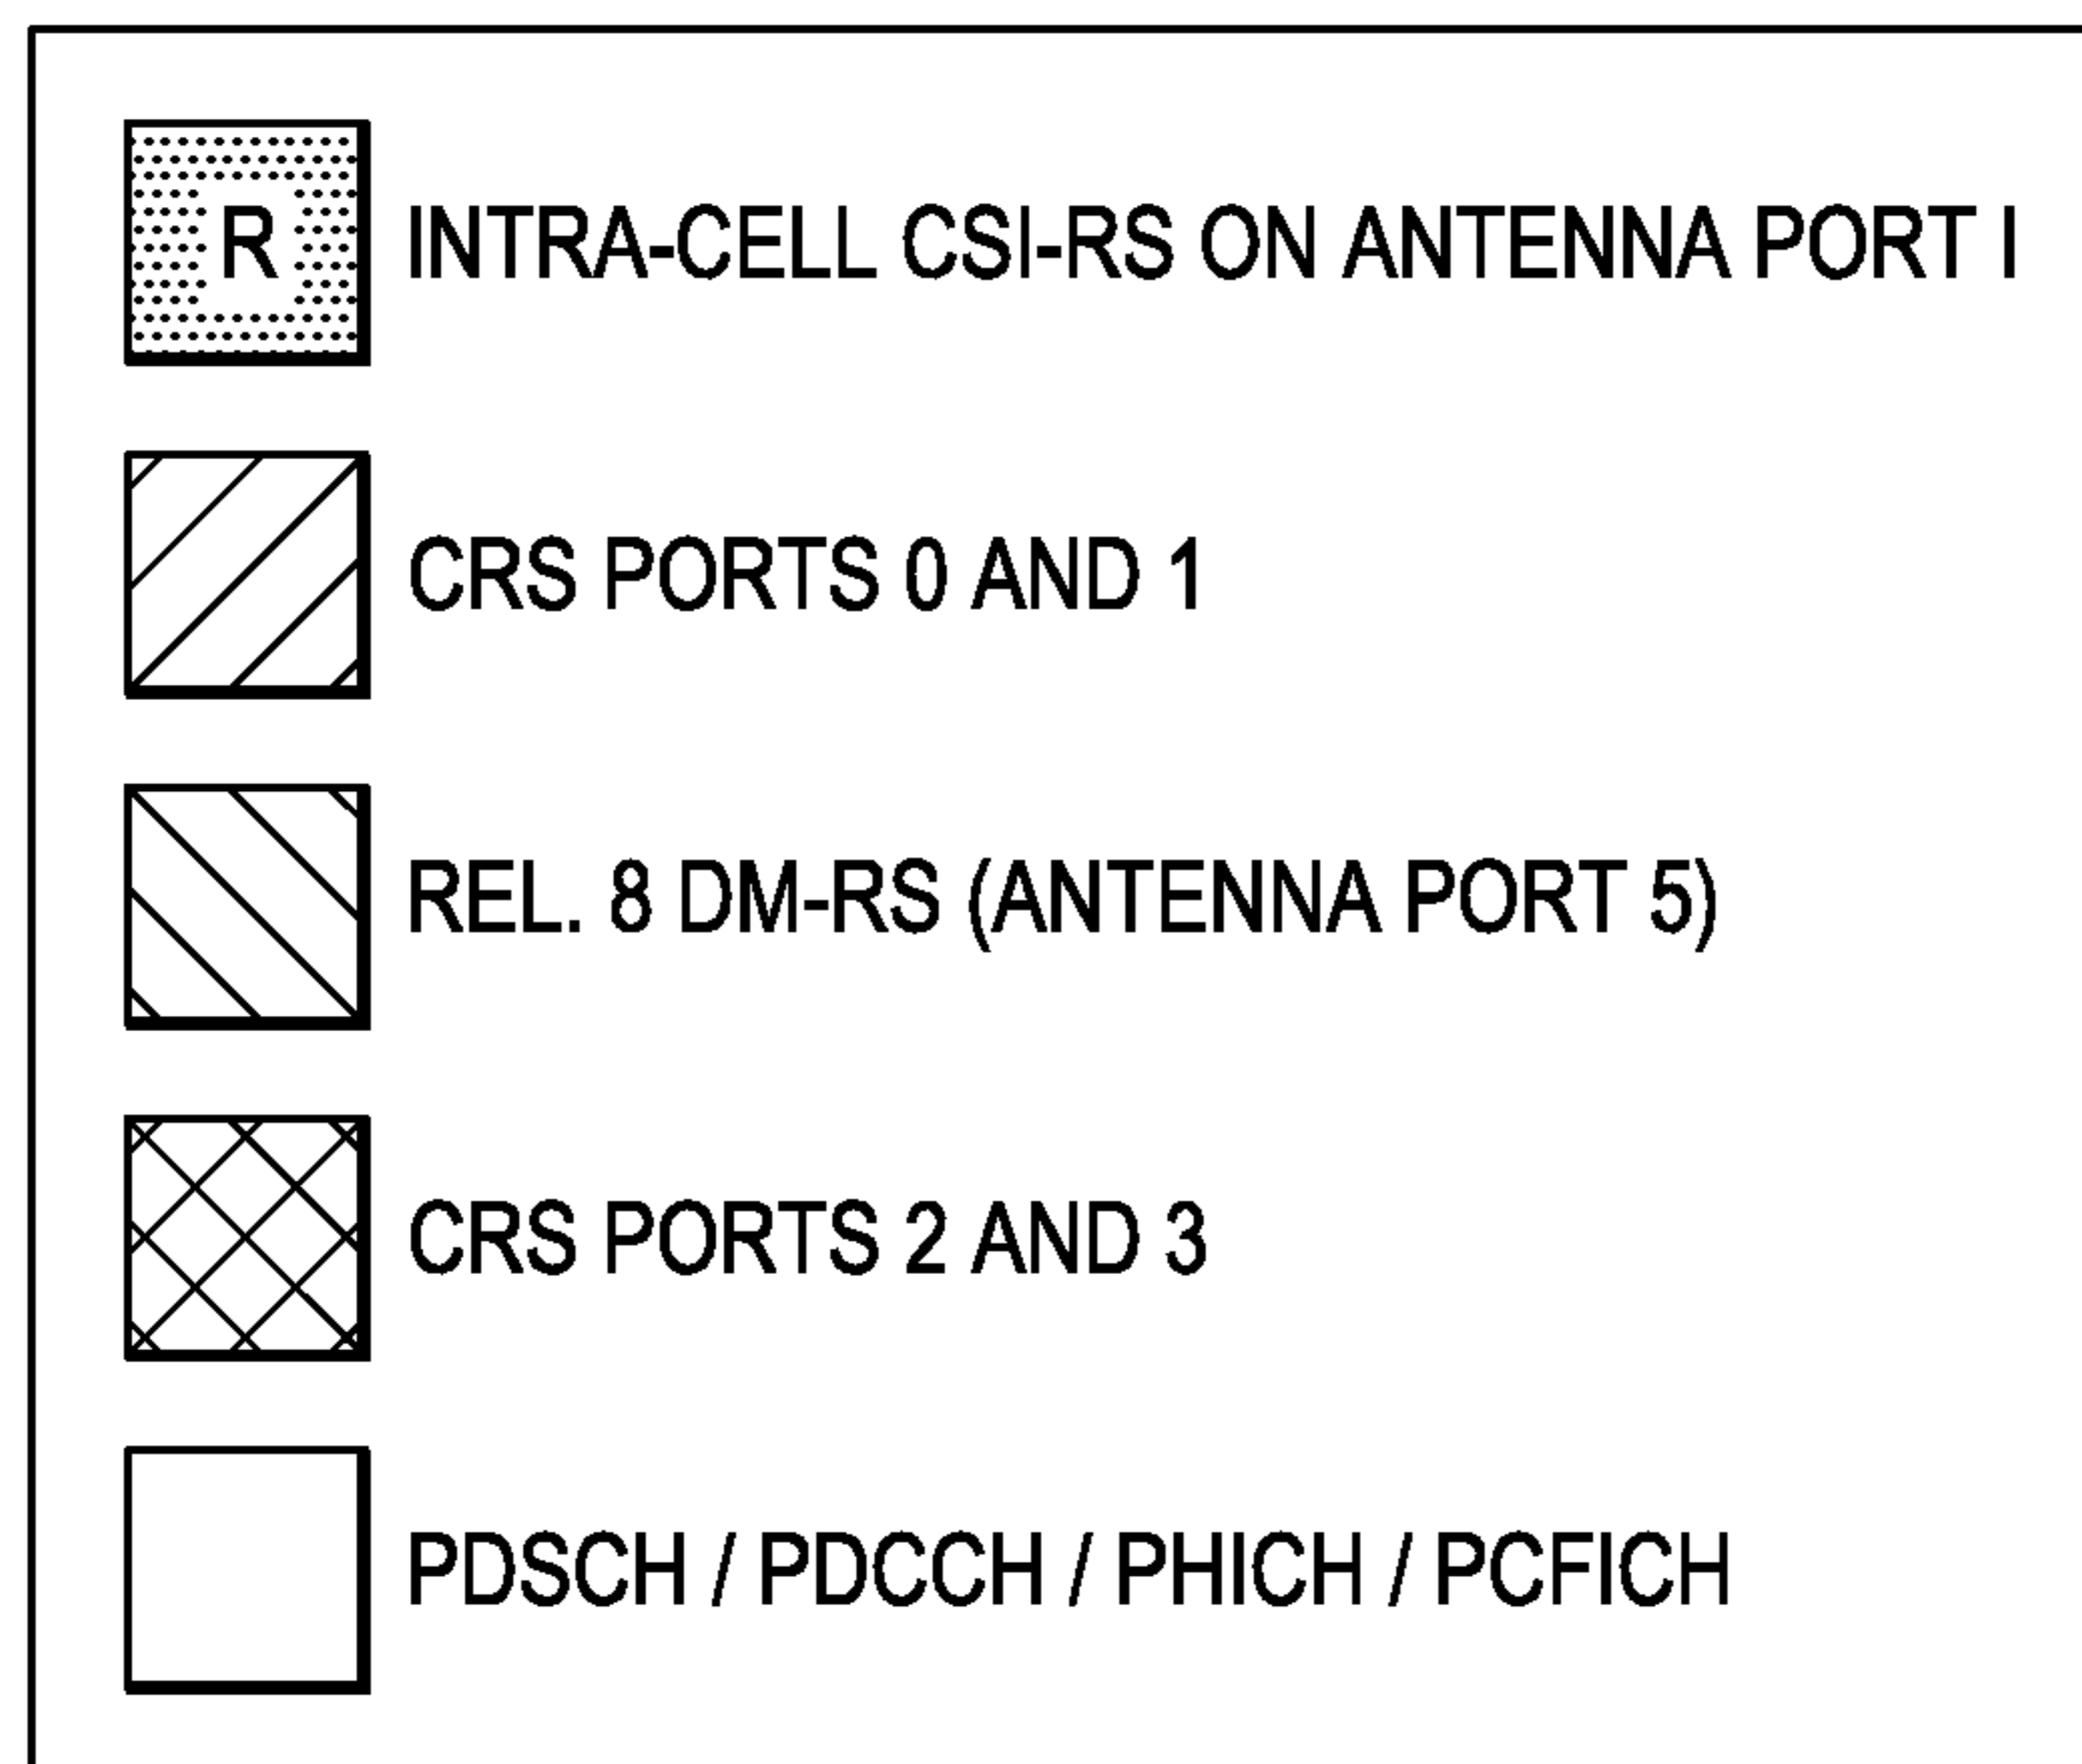 R INTRA-CELL CSI-RS ON ANTENNA PORT I
CRS PORTS 0 AND 1
REL. 8 DM-RS (ANTENNA PORT 5)
CRS PORTS 2 AND 3
PDSCH / PDCCH / PHICH / PCFICH